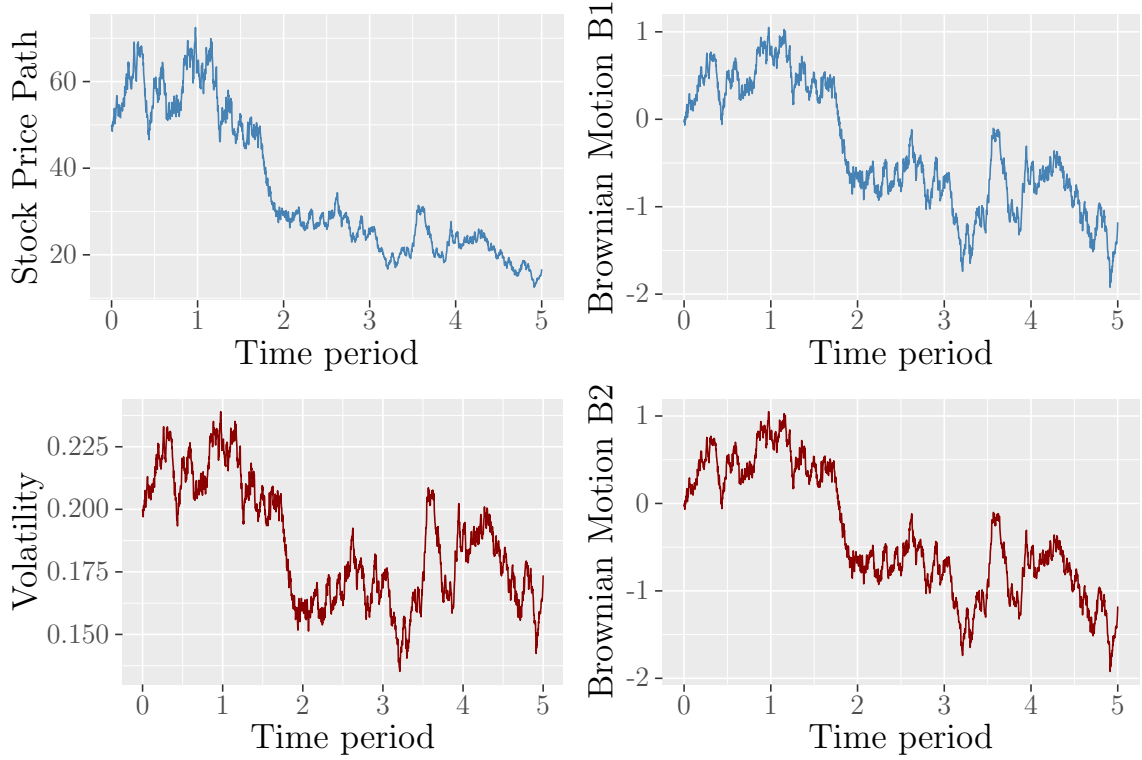 Stock Price Path
60
40
20
0 1 2 3 4 5
Time period
Brownian Motion B1
1
0
-1
-2
0 1 2 3 4 5
Time period
Volatility
0.225
0.200
0.175
0.150
0 1 2 3 4 5
Time period
Brownian Motion B2
1
0
-1
-2
0 1 2 3 4 5
Time period